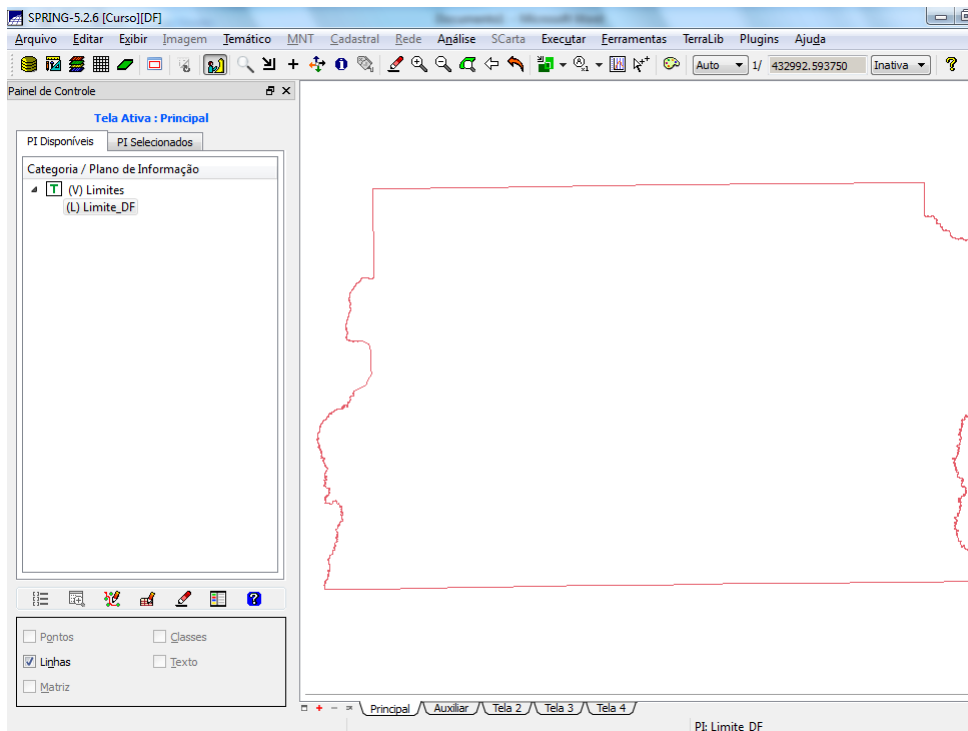 SPRING-5.2.6 [Curso][DF]
Arquivo Editar Exibir Imagem Temático MNT Cadastral Rede Análise SCarta Executar Ferramentas TerraLib Plugins Ajuda
Auto 1/ 432992.593750 Inativa
Painel de Controle
Tela Ativa : Principal
PI Disponíveis PI Selecionados
Categoria / Plano de Informação
T (V) Limites
(L) Limite_DF
Pontos Classes
Linhas Texto
Matriz
Principal Auxiliar Tela 2 Tela 3 Tela 4
PI: Limite_DF